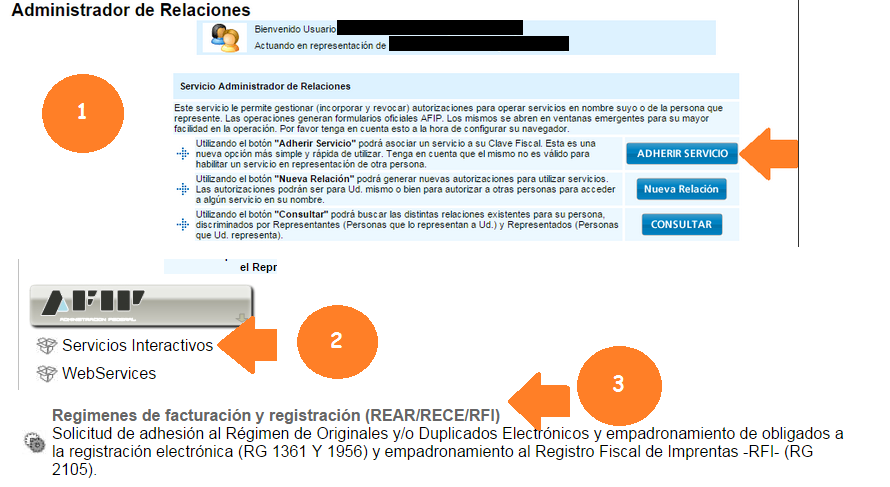 Administrador de Relaciones
Bienvenido Usuario
Actuando en representación de
Servicio Administrador de Relaciones
1
Este servicio le permite gestionar (incorporar y revocar) autorizaciones para operar servicios en nombre suyo o de la persona que
represente. Las operaciones generan formularios oficiales AFIP. Los mismos se abren en ventanas emergentes para su mayor
facilidad en la operación. Por favor tenga en cuenta esto a la hora de configurar su navegador.
Utilizando el botón "Adherir Servicio" podrá asociar un servicio a su Clave Fiscal. Esta es una
nueva opción más simple y rápida de utilizar. Tenga en cuenta que el mismo no es válido para
habilitar un servicio en representación de otra persona.
ADHERIR SERVICIO
Utilizando el botón "Nueva Relación" podrá generar nuevas autorizaciones para utilizar servicios.
Las autorizaciones podrán ser para Ud. mismo o bien para autorizar a otras personas para acceder
a algún servicio en su nombre.
Nueva Relación
Utilizando el botón "Consultar" podrá buscar las distintas relaciones existentes para su persona,
discriminados por Representantes (Personas que lo representan a Ud.) y Representados (Personas
que Ud. representa).
CONSULTAR
el Repr
AFIP
ADMINISTRACION FEDERAL
Servicios Interactivos
2
WebServices
3
Regimenes de facturación y registración (REAR/RECE/RFI)
Solicitud de adhesión al Régimen de Originales y/o Duplicados Electrónicos y empadronamiento de obligados a
la registración electrónica (RG 1361 Y 1956) y empadronamiento al Registro Fiscal de Imprentas -RFI- (RG
2105).